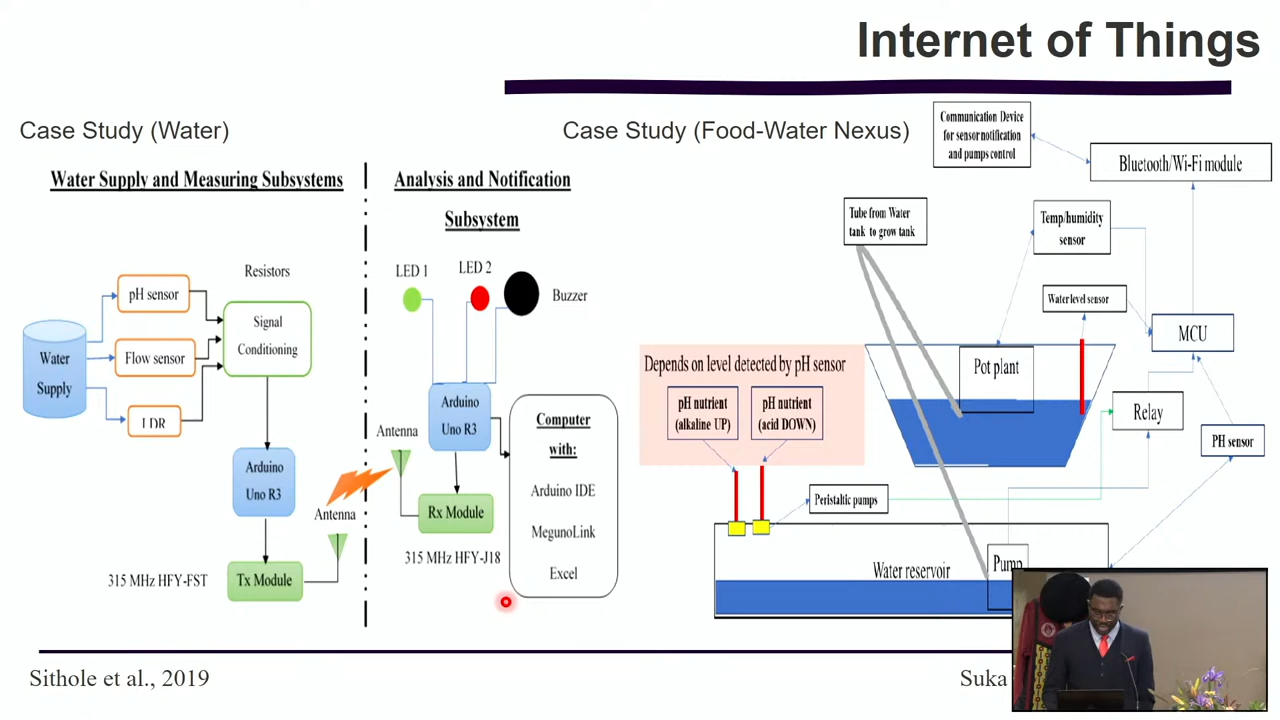 Internet of Things
Case Study (Water)
Water Supply and Measuring Subsystems
Analysis and Notification
Subsystem
Resistors
LED 1
LED 2
Buzzer
pH sensor
Flow sensor
LDR
Water
Supply
Signal
Conditioning
Arduino
Uno R3
Antenna
315 MHz HFY-FST
Tx Module
Arduino
Uno R3
Antenna
Rx Module
315 MHz HFY-J18
Computer
with:
Arduino IDE
MegunoLink
Excel
Sithole et al., 2019
Case Study (Food-Water Nexus)
Communication Device
for sensor notification
and pumps control
Bluetooth/Wi-Fi module
Tube from Water
tank to grow tank
Temp/humidity
sensor
Water level sensor
MCU
Pot plant
Relay
PH sensor
Depends on level detected by pH sensor
pH nutrient
(alkaline UP)
pH nutrient
(acid DOWN)
Peristaltic pumps
Water reservoir
Pump
Suka